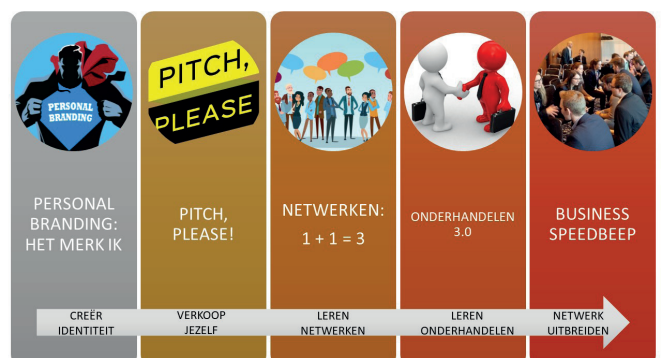 PERSONAL
BRANDING
PITCH,
PLEASE
PERSONAL
BRANDING:
HET MERK IK
PITCH,
PLEASE!
NETWERKEN:
1 + 1 = 3
ONDERHANDELEN
3.0
BUSINESS
SPEEDBEEP
CREËR
IDENTITEIT
VERKOOP
JEZELF
LEREN
NETWERKEN
LEREN
ONDERHANDELEN
NETWERK
UITBREIDEN